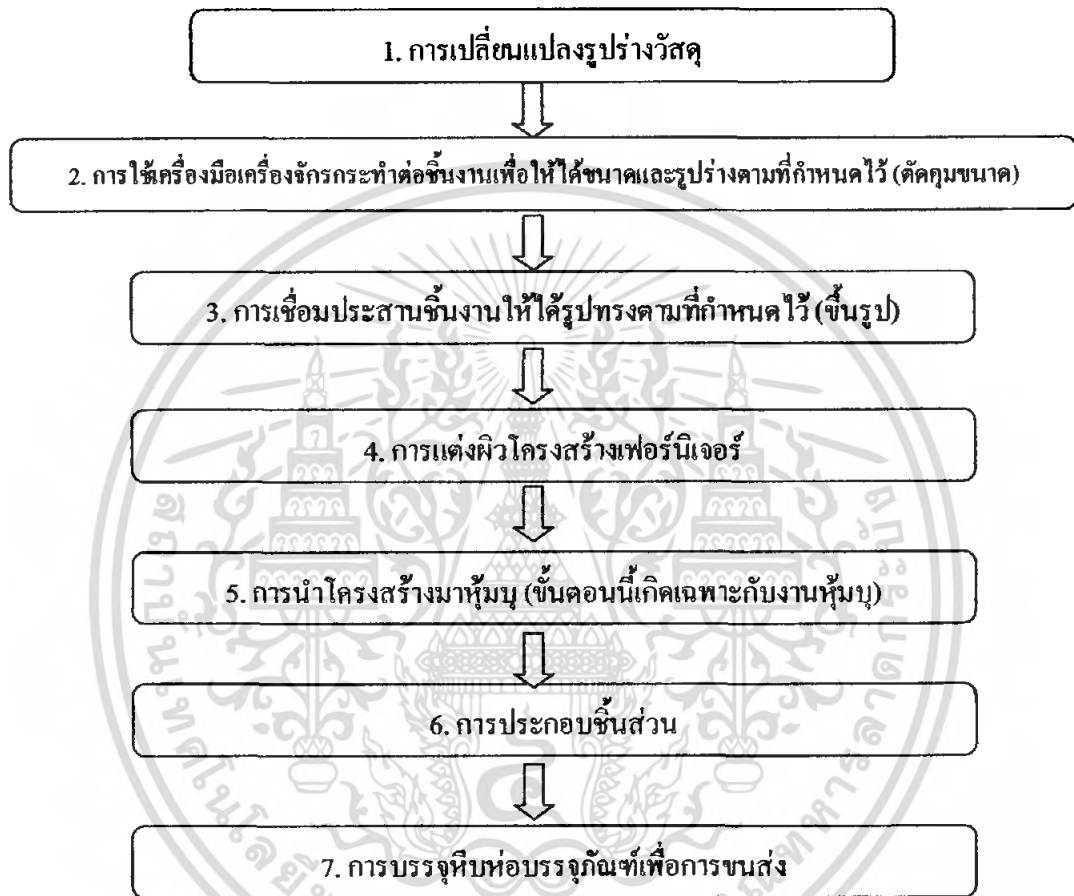 1. การเปลี่ยนแปลงรูปร่างวัสดุ
2. การใช้เครื่องมือเครื่องจักรกระทำต่อชิ้นงานเพื่อให้ได้ขนาดและรูปร่างตามที่กำหนดไว้ (ตัดคุมขนาด)
3. การเชื่อมประสานชิ้นงานให้ได้รูปทรงตามที่กำหนดไว้ (ขึ้นรูป)
4. การแต่งผิวโครงสร้างเฟอร์นิเจอร์
5. การนำโครงสร้างมาหุ้มบุ (ขั้นตอนนี้เกิดเฉพาะกับงานหุ้มบุ)
6. การประกอบชิ้นส่วน
7. การบรรจุหีบห่อบรรจุภัณฑ์เพื่อการขนส่ง